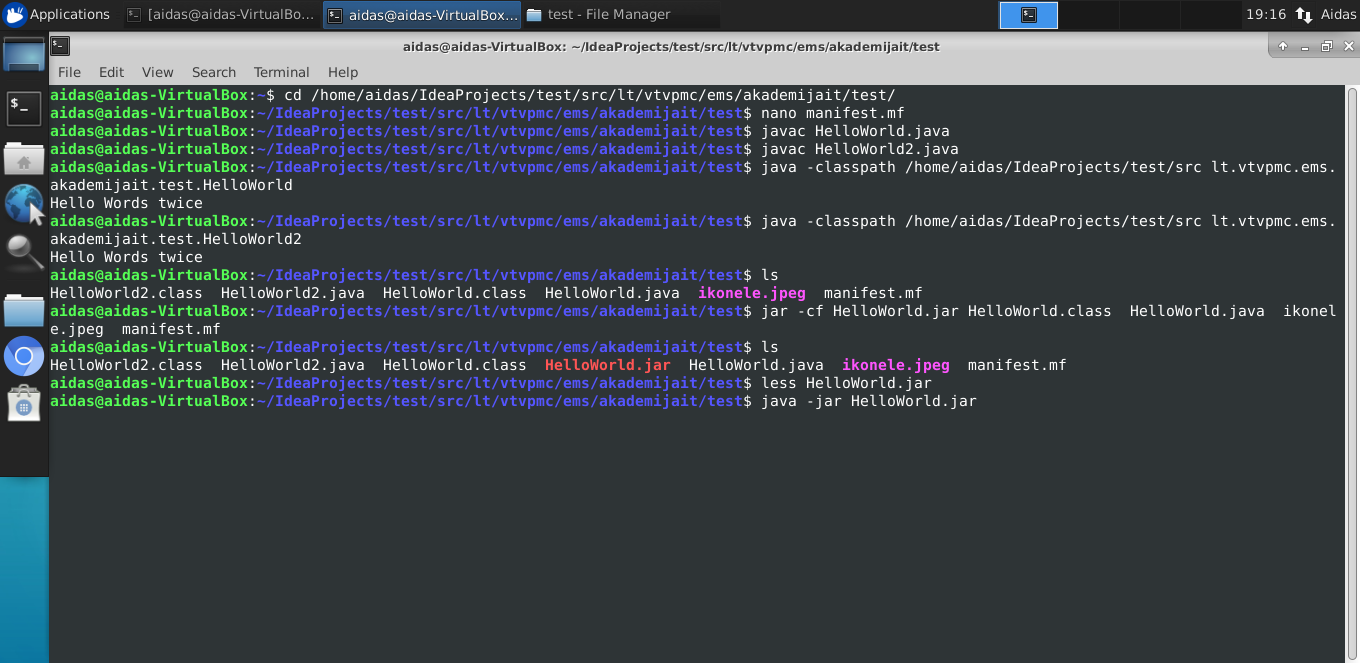 Applications [aidas@aidas-VirtualBo... aidas@aidas-VirtualBox:... test - File Manager 19:16 Aidas
aidas@aidas-VirtualBox: ~/IdeaProjects/test/src/lt/vtvpmc/ems/akademijait/test
File Edit View Search Terminal Help
aidas@aidas-VirtualBox:~$ cd /home/aidas/IdeaProjects/test/src/lt/vtvpmc/ems/akademijait/test/
aidas@aidas-VirtualBox:~/IdeaProjects/test/src/lt/vtvpmc/ems/akademijait/test$ nano manifest.mf
aidas@aidas-VirtualBox:~/IdeaProjects/test/src/lt/vtvpmc/ems/akademijait/test$ javac HelloWorld.java
aidas@aidas-VirtualBox:~/IdeaProjects/test/src/lt/vtvpmc/ems/akademijait/test$ javac HelloWorld2.java
aidas@aidas-VirtualBox:~/IdeaProjects/test/src/lt/vtvpmc/ems/akademijait/test$ java -classpath /home/aidas/IdeaProjects/test/src lt.vtvpmc.ems.
akademijait.test.HelloWorld
Hello Words twice
aidas@aidas-VirtualBox:~/IdeaProjects/test/src/lt/vtvpmc/ems/akademijait/test$ java -classpath /home/aidas/IdeaProjects/test/src lt.vtvpmc.ems.
akademijait.test.HelloWorld2
Hello Words twice
aidas@aidas-VirtualBox:~/IdeaProjects/test/src/lt/vtvpmc/ems/akademijait/test$ ls
HelloWorld2.class HelloWorld2.java HelloWorld.class HelloWorld.java ikonele.jpeg manifest.mf
aidas@aidas-VirtualBox:~/IdeaProjects/test/src/lt/vtvpmc/ems/akademijait/test$ jar -cf HelloWorld.jar HelloWorld.class HelloWorld.java ikonel
e.jpeg manifest.mf
aidas@aidas-VirtualBox:~/IdeaProjects/test/src/lt/vtvpmc/ems/akademijait/test$ ls
HelloWorld2.class HelloWorld2.java HelloWorld.class HelloWorld.jar HelloWorld.java ikonele.jpeg manifest.mf
aidas@aidas-VirtualBox:~/IdeaProjects/test/src/lt/vtvpmc/ems/akademijait/test$ less HelloWorld.jar
aidas@aidas-VirtualBox:~/IdeaProjects/test/src/lt/vtvpmc/ems/akademijait/test$ java -jar HelloWorld.jar